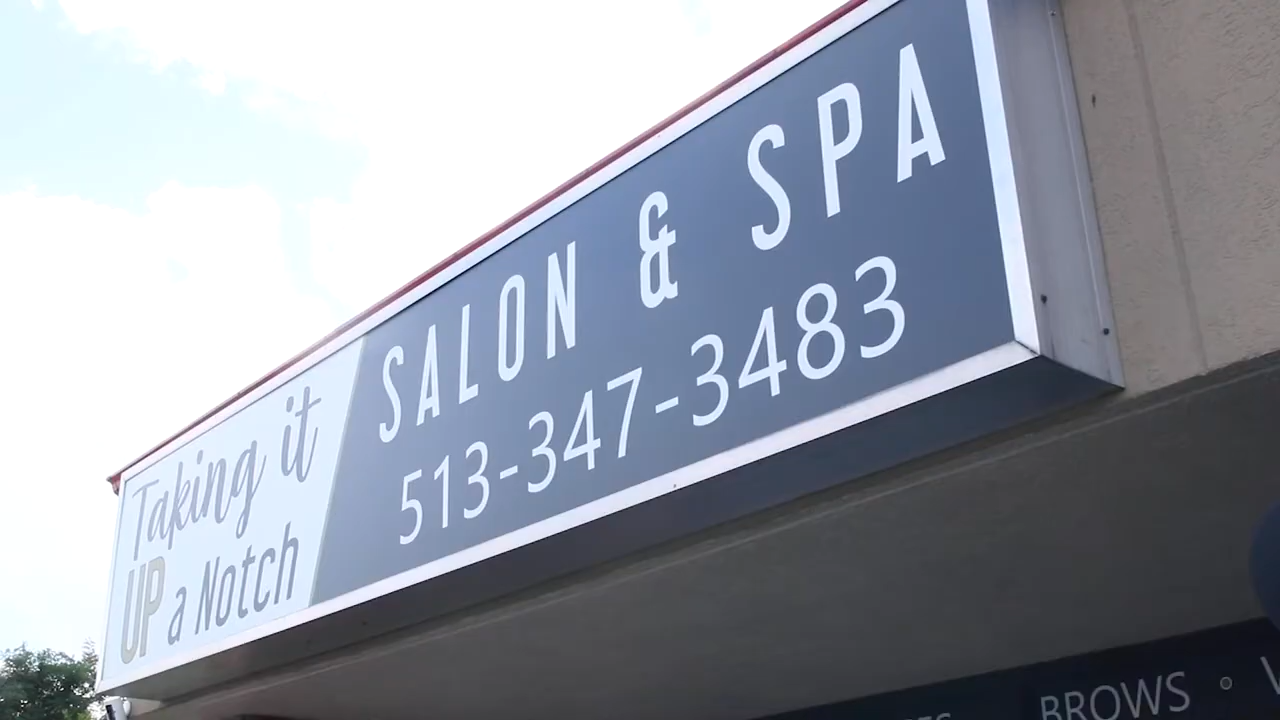 Taking it
UP a Notch
SALON & SPA
513-347-3483
BROWS •